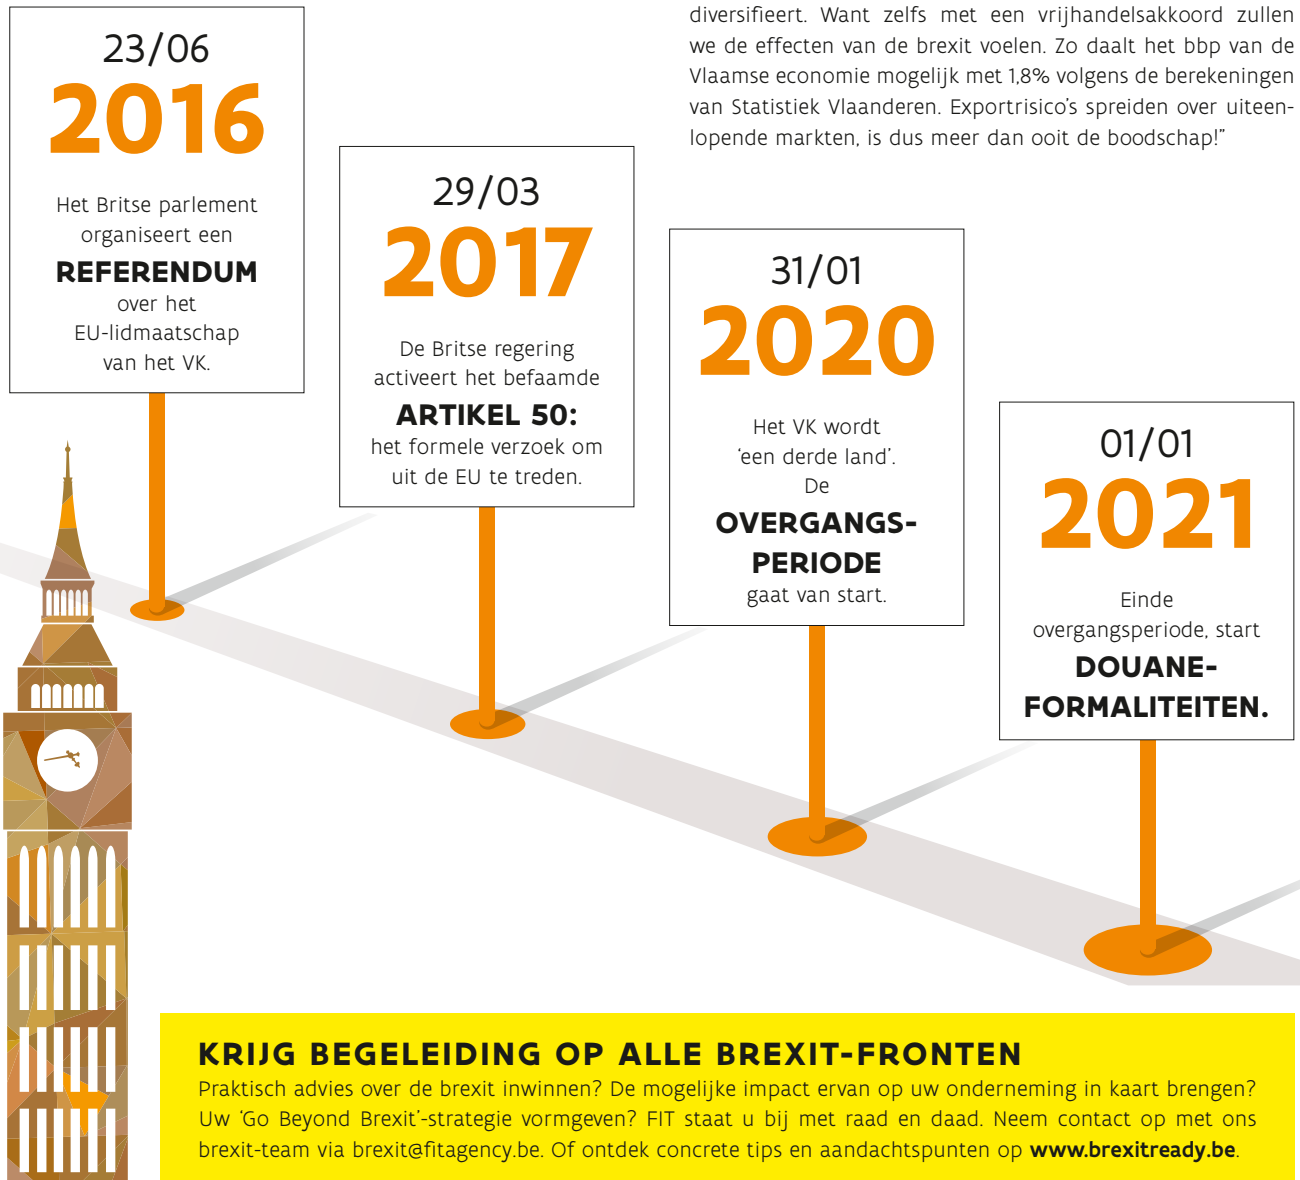 diversifieert. Want zelfs met een vrijhandelsakkoord zullen
we de effecten van de brexit voelen. Zo daalt het bbp van de
Vlaamse economie mogelijk met 1,8% volgens de berekeningen
van Statistiek Vlaanderen. Exportrisico's spreiden over uiteen-
lopende markten, is dus meer dan ooit de boodschap!”
23/06
2016
Het Britse parlement
organiseert een
REFERENDUM
over het
EU-lidmaatschap
van het VK.
29/03
2017
De Britse regering
activeert het befaamde
ARTIKEL 50:
het formele verzoek om
uit de EU te treden.
31/01
2020
Het VK wordt
‘een derde land’.
De
OVERGANGS-
PERIODE
gaat van start.
01/01
2021
Einde
overgangsperiode, start
DOUANE-
FORMALITEITEN.
KRIJG BEGELEIDING OP ALLE BREXIT-FRONTEN
Praktisch advies over de brexit inwinnen? De mogelijke impact ervan op uw onderneming in kaart brengen?
Uw ‘Go Beyond Brexit’-strategie vormgeven? FIT staat u bij met raad en daad. Neem contact op met ons
brexit-team via brexit@fitagency.be. Of ontdek concrete tips en aandachtspunten op www.brexitready.be.